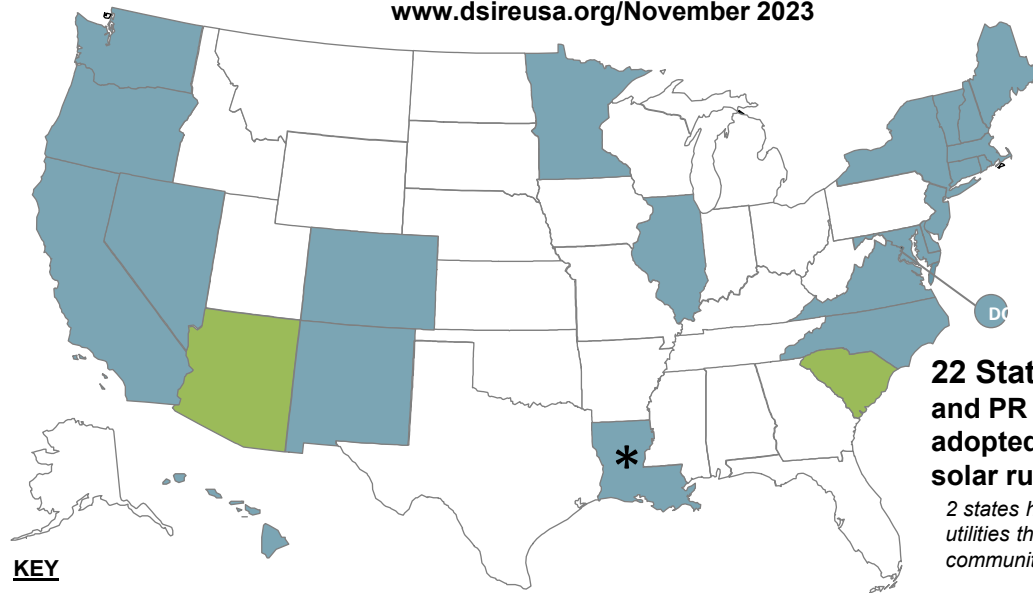 www.dsireusa.org/November 2023
DC
*
22 Stat
and PR
adopted
solar ru
2 states h
utilities th
communit
KEY